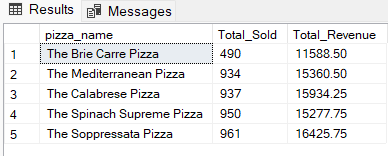 Results Messages
pizza_name Total_Sold Total_Revenue
1 The Brie Carre Pizza 490 11588.50
2 The Mediterranean Pizza 934 15360.50
3 The Calabrese Pizza 937 15934.25
4 The Spinach Supreme Pizza 950 15277.75
5 The Soppressata Pizza 961 16425.75